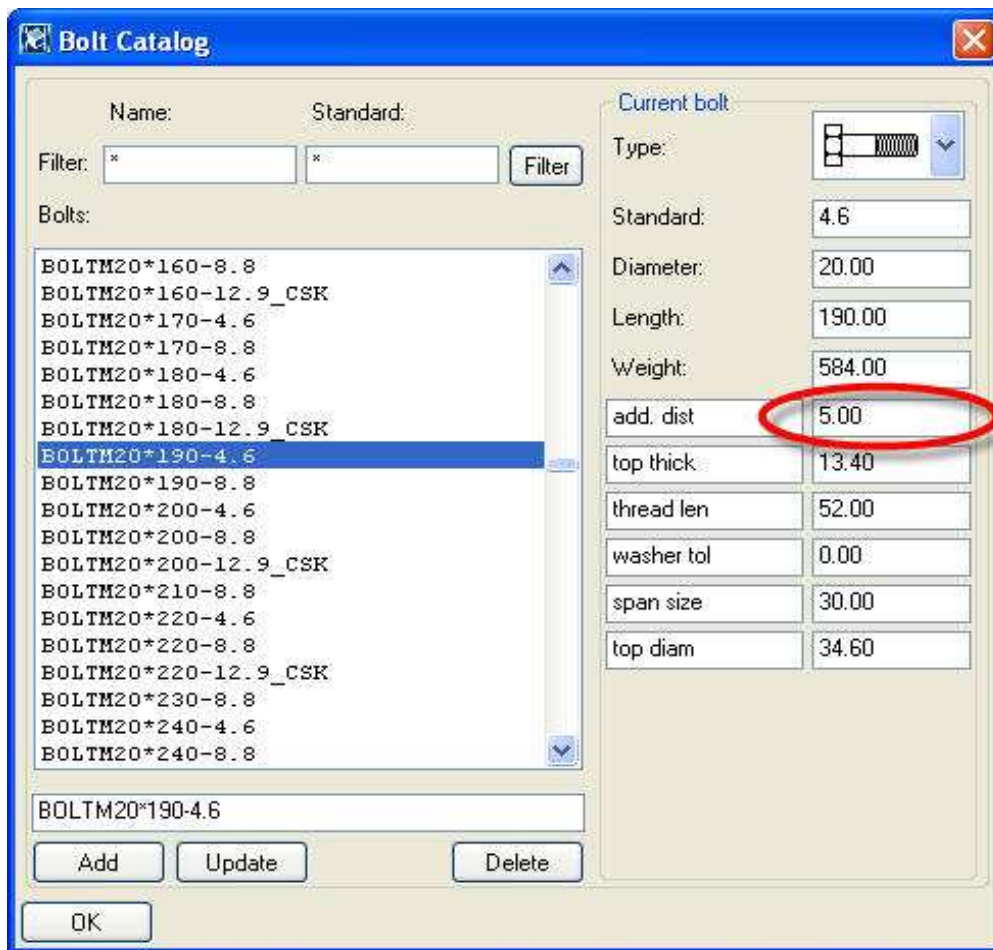 Bolt Catalog
Name: Standard:
Filter: * * Filter
Bolts:
BOLTM20*160-8.8
BOLTM20*160-12.9_CSK
BOLTM20*170-4.6
BOLTM20*170-8.8
BOLTM20*180-4.6
BOLTM20*180-8.8
BOLTM20*180-12.9_CSK
BOLTM20*190-4.6
BOLTM20*190-8.8
BOLTM20*200-4.6
BOLTM20*200-8.8
BOLTM20*200-12.9_CSK
BOLTM20*210-8.8
BOLTM20*220-4.6
BOLTM20*220-8.8
BOLTM20*220-12.9_CSK
BOLTM20*230-8.8
BOLTM20*240-4.6
BOLTM20*240-8.8
BOLTM20*190-4.6
Add Update Delete
OK
Current bolt
Type:
Standard: 4.6
Diameter: 20.00
Length: 190.00
Weight: 584.00
add. dist 5.00
top thick 13.40
thread len 52.00
washer tol 0.00
span size 30.00
top diam 34.60